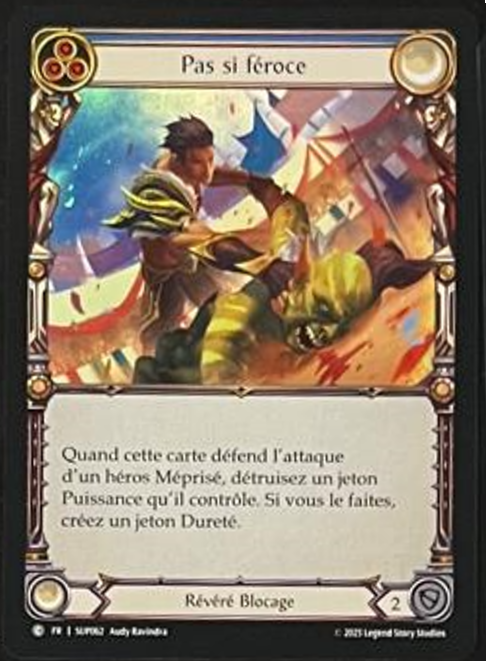 Pas si féroce
Quand cette carte défend l'attaque
d'un héros Méprisé, détruisez un jeton
Puissance qu'il contrôle. Si vous le faites,
créez un jeton Dureté.
Révéré Blocage
2
C FR | SUP062 Audy Ravindra
© 2025 Legend Story Studios